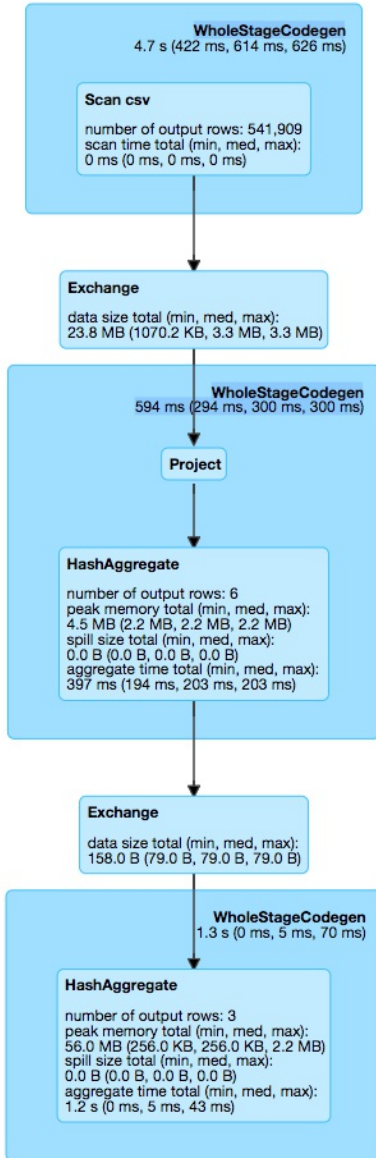 WholeStageCodegen
4.7 s (422 ms, 614 ms, 626 ms)
Scan csv
number of output rows: 541,909
scan time total (min, med, max):
0 ms (0 ms, 0 ms, 0 ms)
Exchange
data size total (min, med, max):
23.8 MB (1070.2 KB, 3.3 MB, 3.3 MB)
WholeStageCodegen
594 ms (294 ms, 300 ms, 300 ms)
Project
HashAggregate
number of output rows: 6
peak memory total (min, med, max):
4.5 MB (2.2 MB, 2.2 MB, 2.2 MB)
spill size total (min, med, max):
0.0 B (0.0 B, 0.0 B, 0.0 B)
aggregate time total (min, med, max):
397 ms (194 ms, 203 ms, 203 ms)
Exchange
data size total (min, med, max):
158.0 B (79.0 B, 79.0 B, 79.0 B)
WholeStageCodegen
1.3 s (0 ms, 5 ms, 70 ms)
HashAggregate
number of output rows: 3
peak memory total (min, med, max):
56.0 MB (256.0 KB, 256.0 KB, 2.2 MB)
spill size total (min, med, max):
0.0 B (0.0 B, 0.0 B, 0.0 B)
aggregate time total (min, med, max):
1.2 s (0 ms, 5 ms, 43 ms)